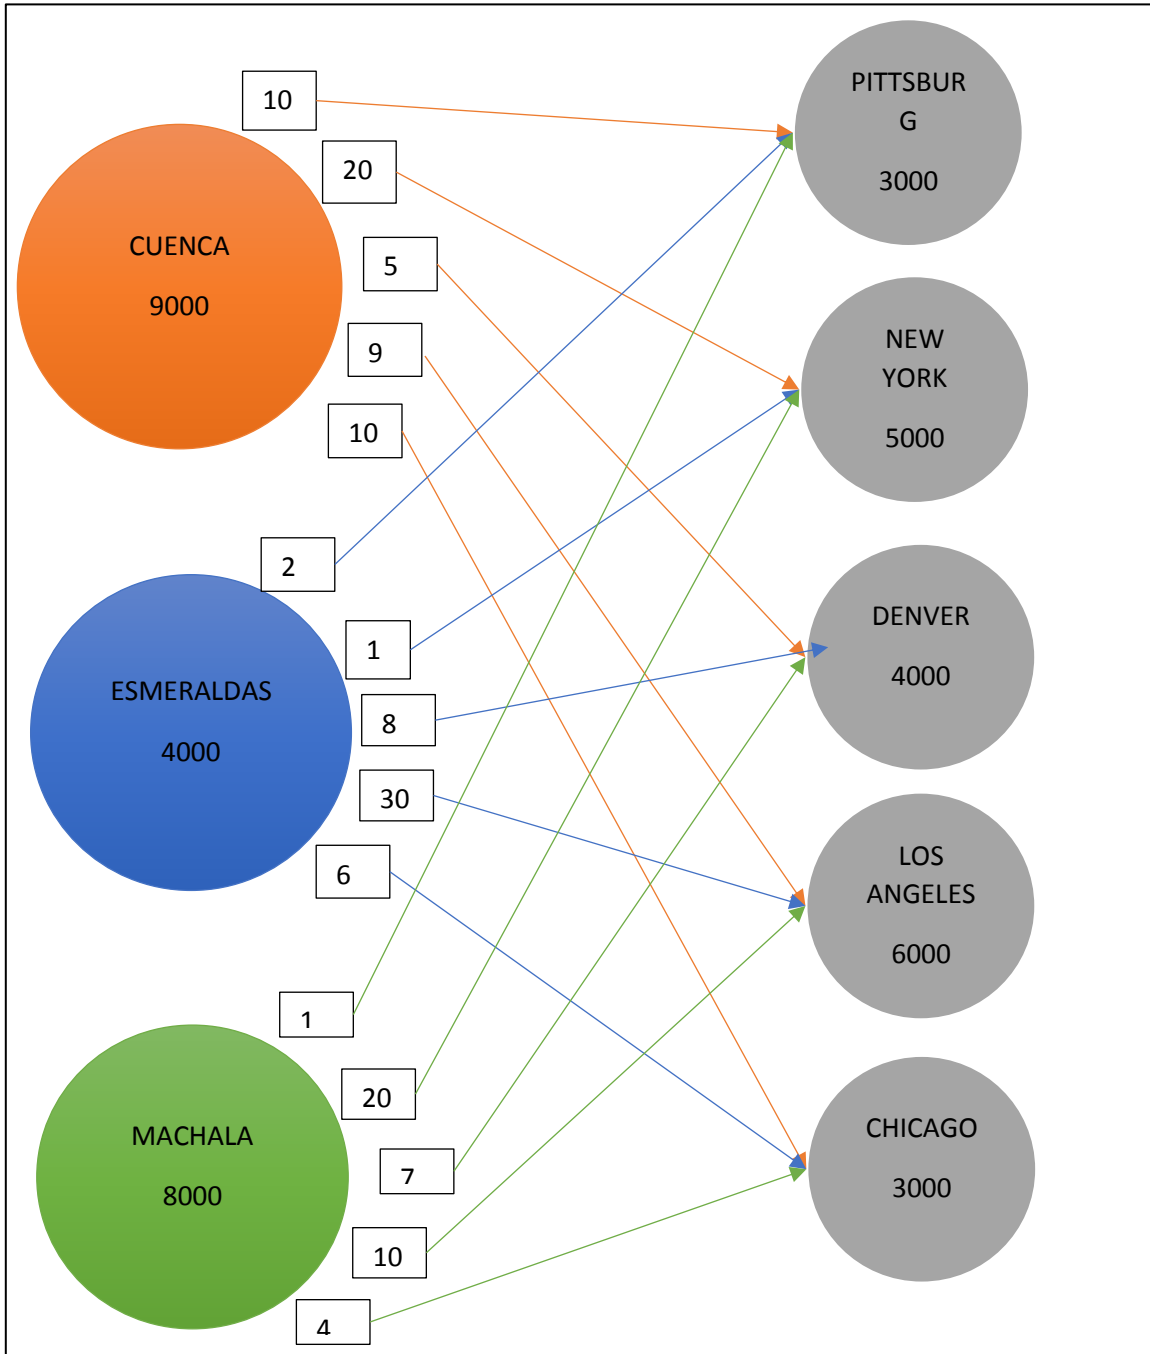 10
20
CUENCA
9000
5
9
10
2
ESMERALDAS
4000
1
8
30
6
1
MACHALA
8000
20
7
10
4
PITTSBUR
G
3000
NEW
YORK
5000
DENVER
4000
LOS
ANGELES
6000
CHICAGO
3000